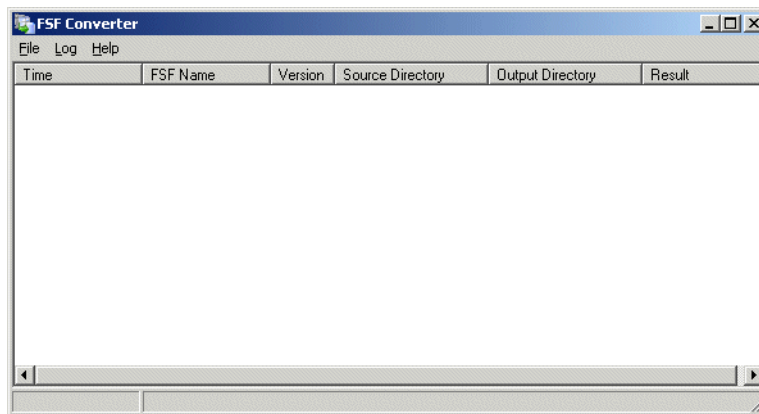 FSF Converter
File Log Help
Time FSF Name Version Source Directory Output Directory Result